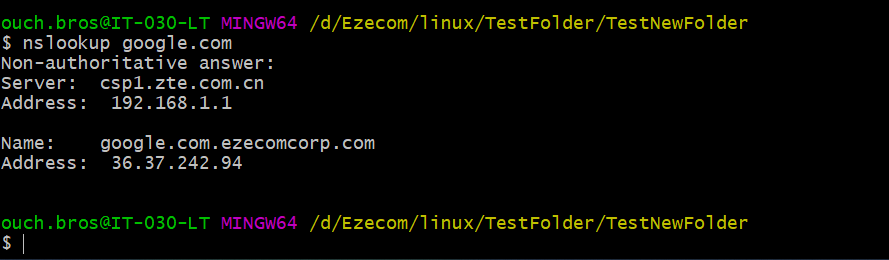 ouch.bros@IT-030-LT MINGW64 /d/Ezecom/linux/TestFolder/TestNewFolder
$ nslookup google.com
Non-authoritative answer:
Server:  csp1.zte.com.cn
Address:  192.168.1.1
Name:    google.com.ezecomcorp.com
Address:  36.37.242.94
ouch.bros@IT-030-LT MINGW64 /d/Ezecom/linux/TestFolder/TestNewFolder
$